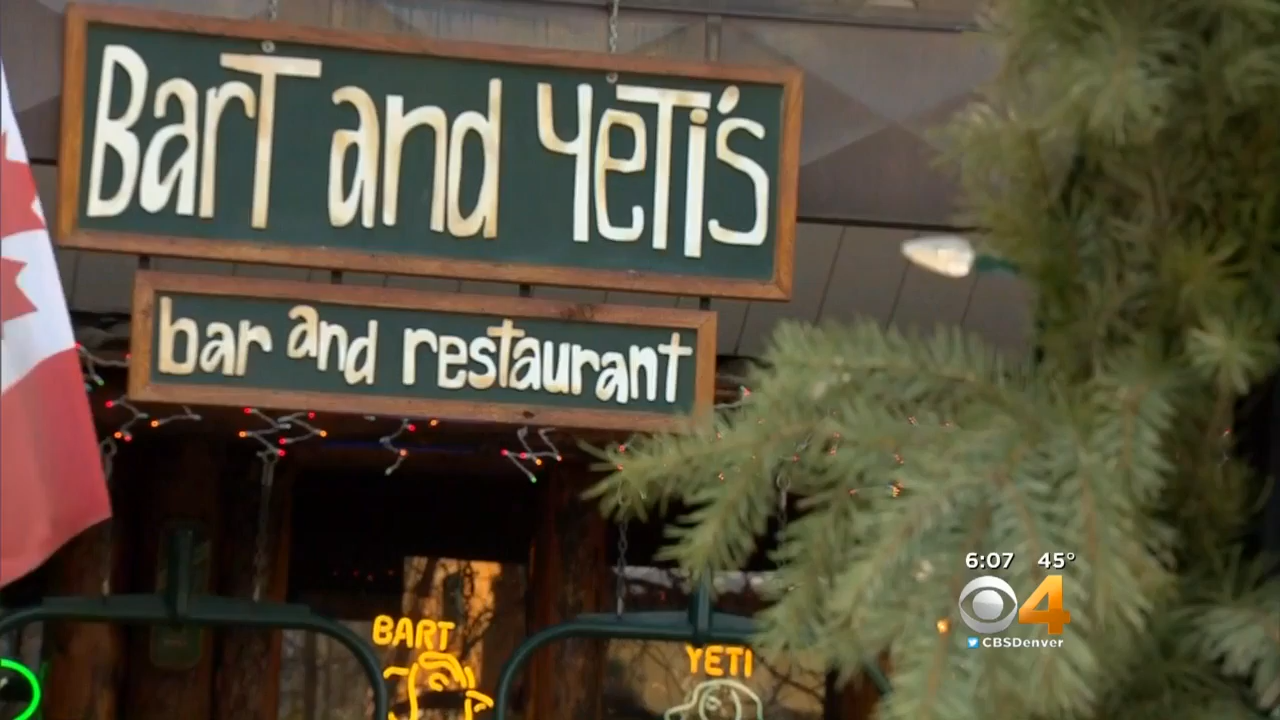 BarT and YeTi's
bar and restaurant
BART
YETI
6:07 45°
4
CBSDenver